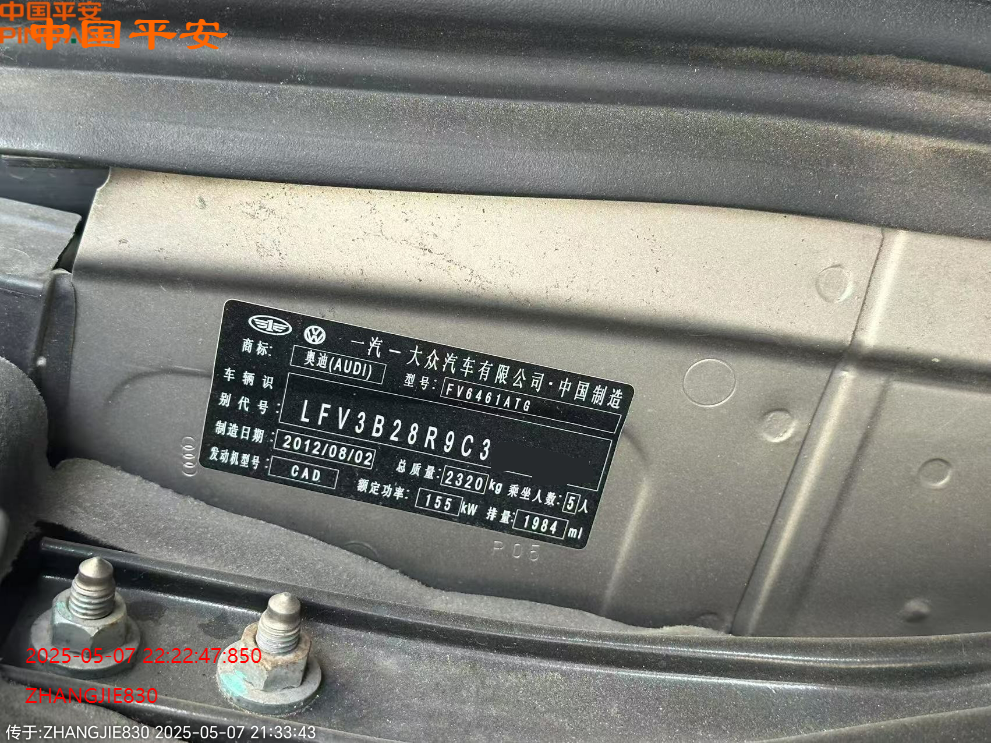 中国平安
PING
中国平安
一汽一大众汽车有限公司·中国制造
商标: 奥迪(AUDI) 型号: FV6461ATG
车辆识别代号: LFV3B28R9C3
制造日期: 2012/08/02 总质量: 2320 kg 乘坐人数: 5 人
发动机型号: CAD 额定功率: 155 kW 排量: 1984 ml
P05
2025-05-07 22:22:47:850
ZHANGJIE830
传于:ZHANGJIE830 2025-05-07 21:33:43